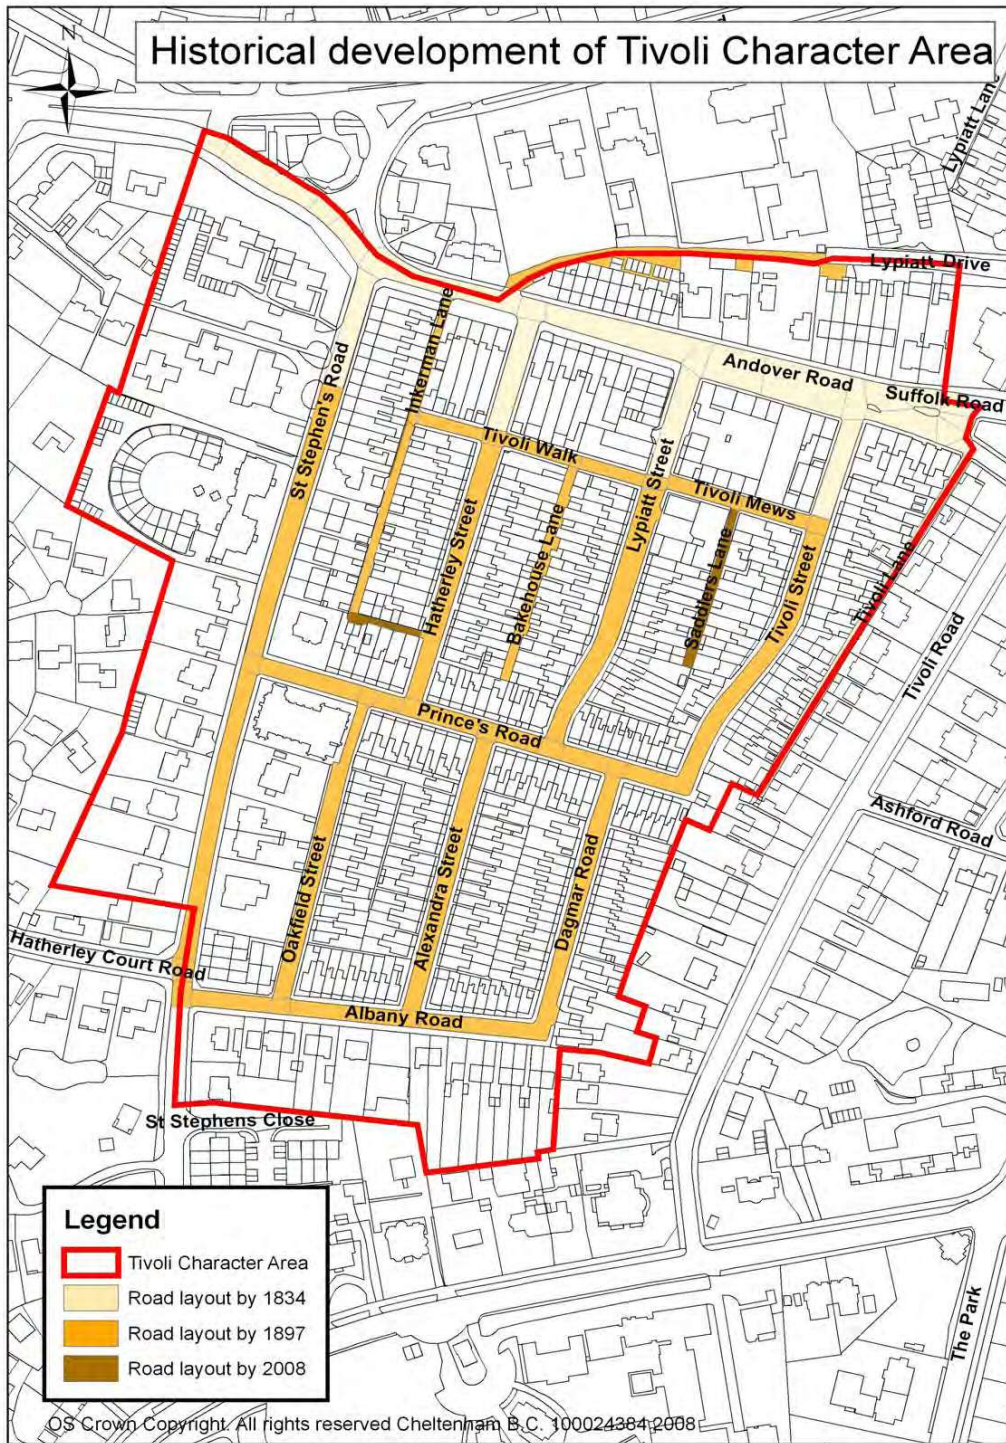 Historical development of Tivoli Character Area
N
Lypiatt Lane
Lypiatt Drive
Inkerman Lane
St Stephen's Road
Andover Road
Suffolk Road
Tivoli Walk
Lypiatt Street
Tivoli Mews
Hatherley Street
Bakehouse Lane
Saddlers Lane
Tivoli Street
Tivoli Lane
Tivoli Road
Prince's Road
Ashford Road
Oakfield Street
Alexandra Street
Dagmar Road
Hatherley Court Road
Albany Road
St Stephens Close
The Park
Legend
Tivoli Character Area
Road layout by 1834
Road layout by 1897
Road layout by 2008
OS Crown Copyright. All rights reserved Cheltenham B.C. 100024384 2008